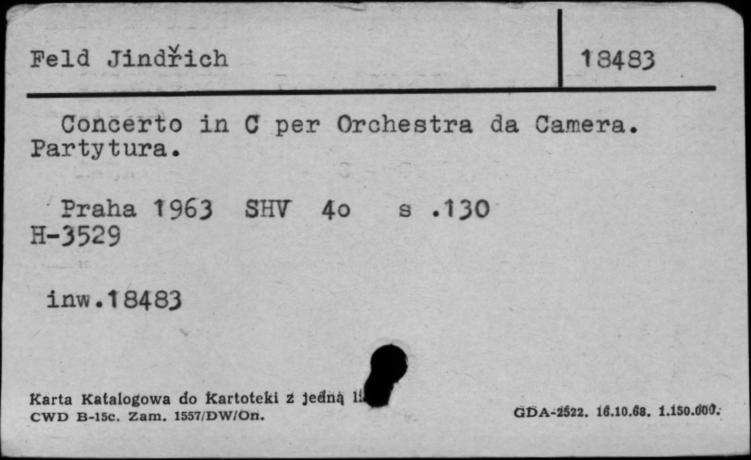 Feld Jindřich
18483
Concerto in C per Orchestra da Camera.
Partytura.
Praha 1963 SHV 4o s .130
H-3529
inw.18483
Karta Katalogowa do Kartoteki z jedną
CWD B-15c. Zam. 1557/DW/On.
GDA-2522. 16.10.68. 1.150.000.